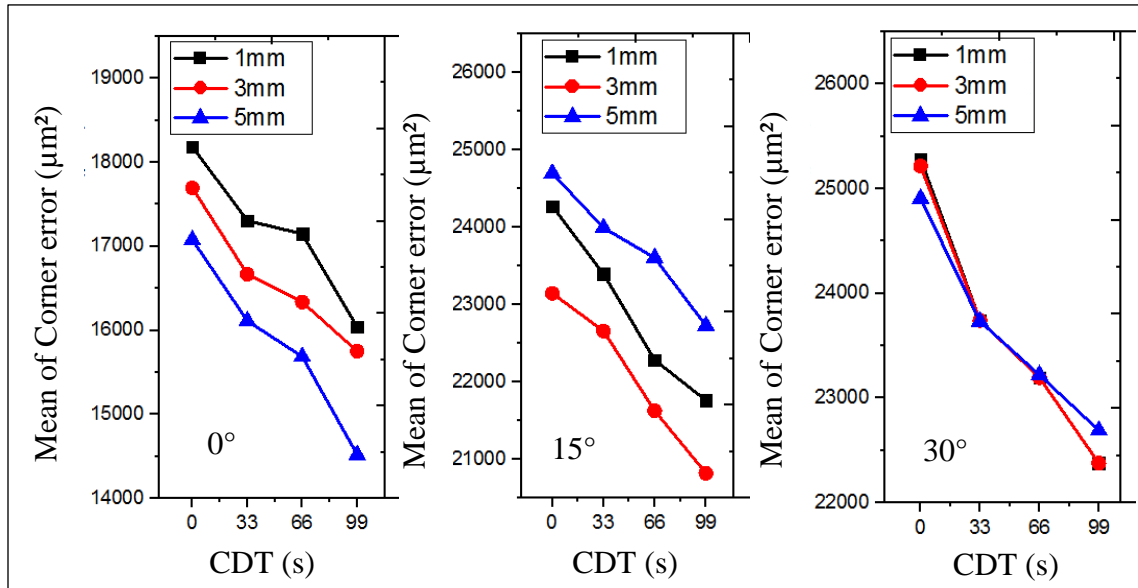 Mean of Corner error (µm²)
19000
18000
17000
16000
15000
14000
1mm
3mm
5mm
0°
0 33 66 99
CDT (s)
Mean of Corner error (µm²)
26000
25000
24000
23000
22000
21000
1mm
3mm
5mm
15°
0 33 66 99
CDT (s)
Mean of Corner error (µm²)
26000
25000
24000
23000
22000
1mm
3mm
5mm
30°
0 33 66 99
CDT (s)